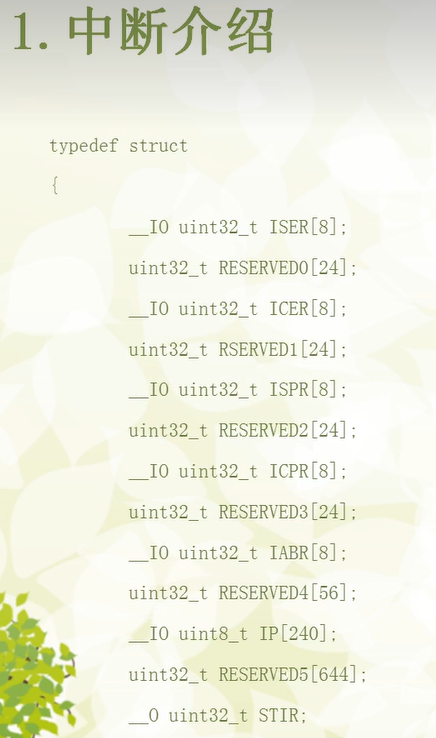 1. 中断介绍
typedef struct
{
__IO uint32_t ISER[8];
uint32_t RESERVED0[24];
__IO uint32_t ICER[8];
uint32_t RSERVED1[24];
__IO uint32_t ISPR[8];
uint32_t RESERVED2[24];
__IO uint32_t ICPR[8];
uint32_t RESERVED3[24];
__IO uint32_t IABR[8];
uint32_t RESERVED4[56];
__IO uint8_t IP[240];
uint32_t RESERVED5[644];
__O uint32_t STIR;